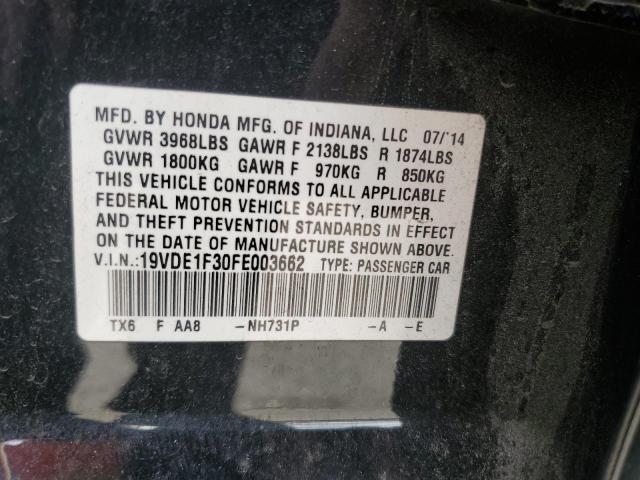 MFD. BY HONDA MFG. OF INDIANA, LLC 07/'14
GVWR 3968LBS GAWR F 2138LBS R 1874LBS
GVWR 1800KG GAWR F 970KG R 850KG
THIS VEHICLE CONFORMS TO ALL APPLICABLE
FEDERAL MOTOR VEHICLE SAFETY, BUMPER,
AND THEFT PREVENTION STANDARDS IN EFFECT
ON THE DATE OF MANUFACTURE SHOWN ABOVE.
V.I.N.:19VDE1F30FE003662 TYPE: PASSENGER CAR
TX6 F AA8 -NH731P -A -E